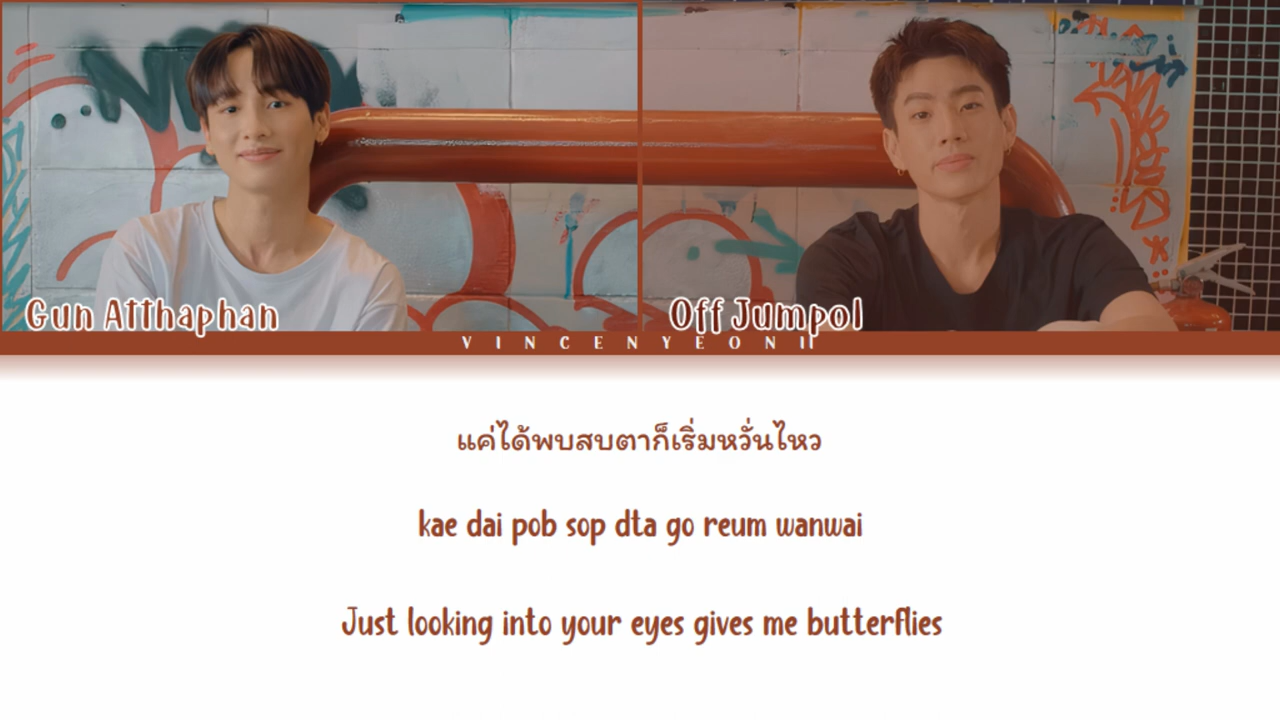 Gun Atthaphan
Off Jumpol
VINCENYEONII
แค่ได้พบสบตาก็เริ่มหวั่นไหว
kae dai pob sop dta go reum wanwai
Just looking into your eyes gives me butterflies